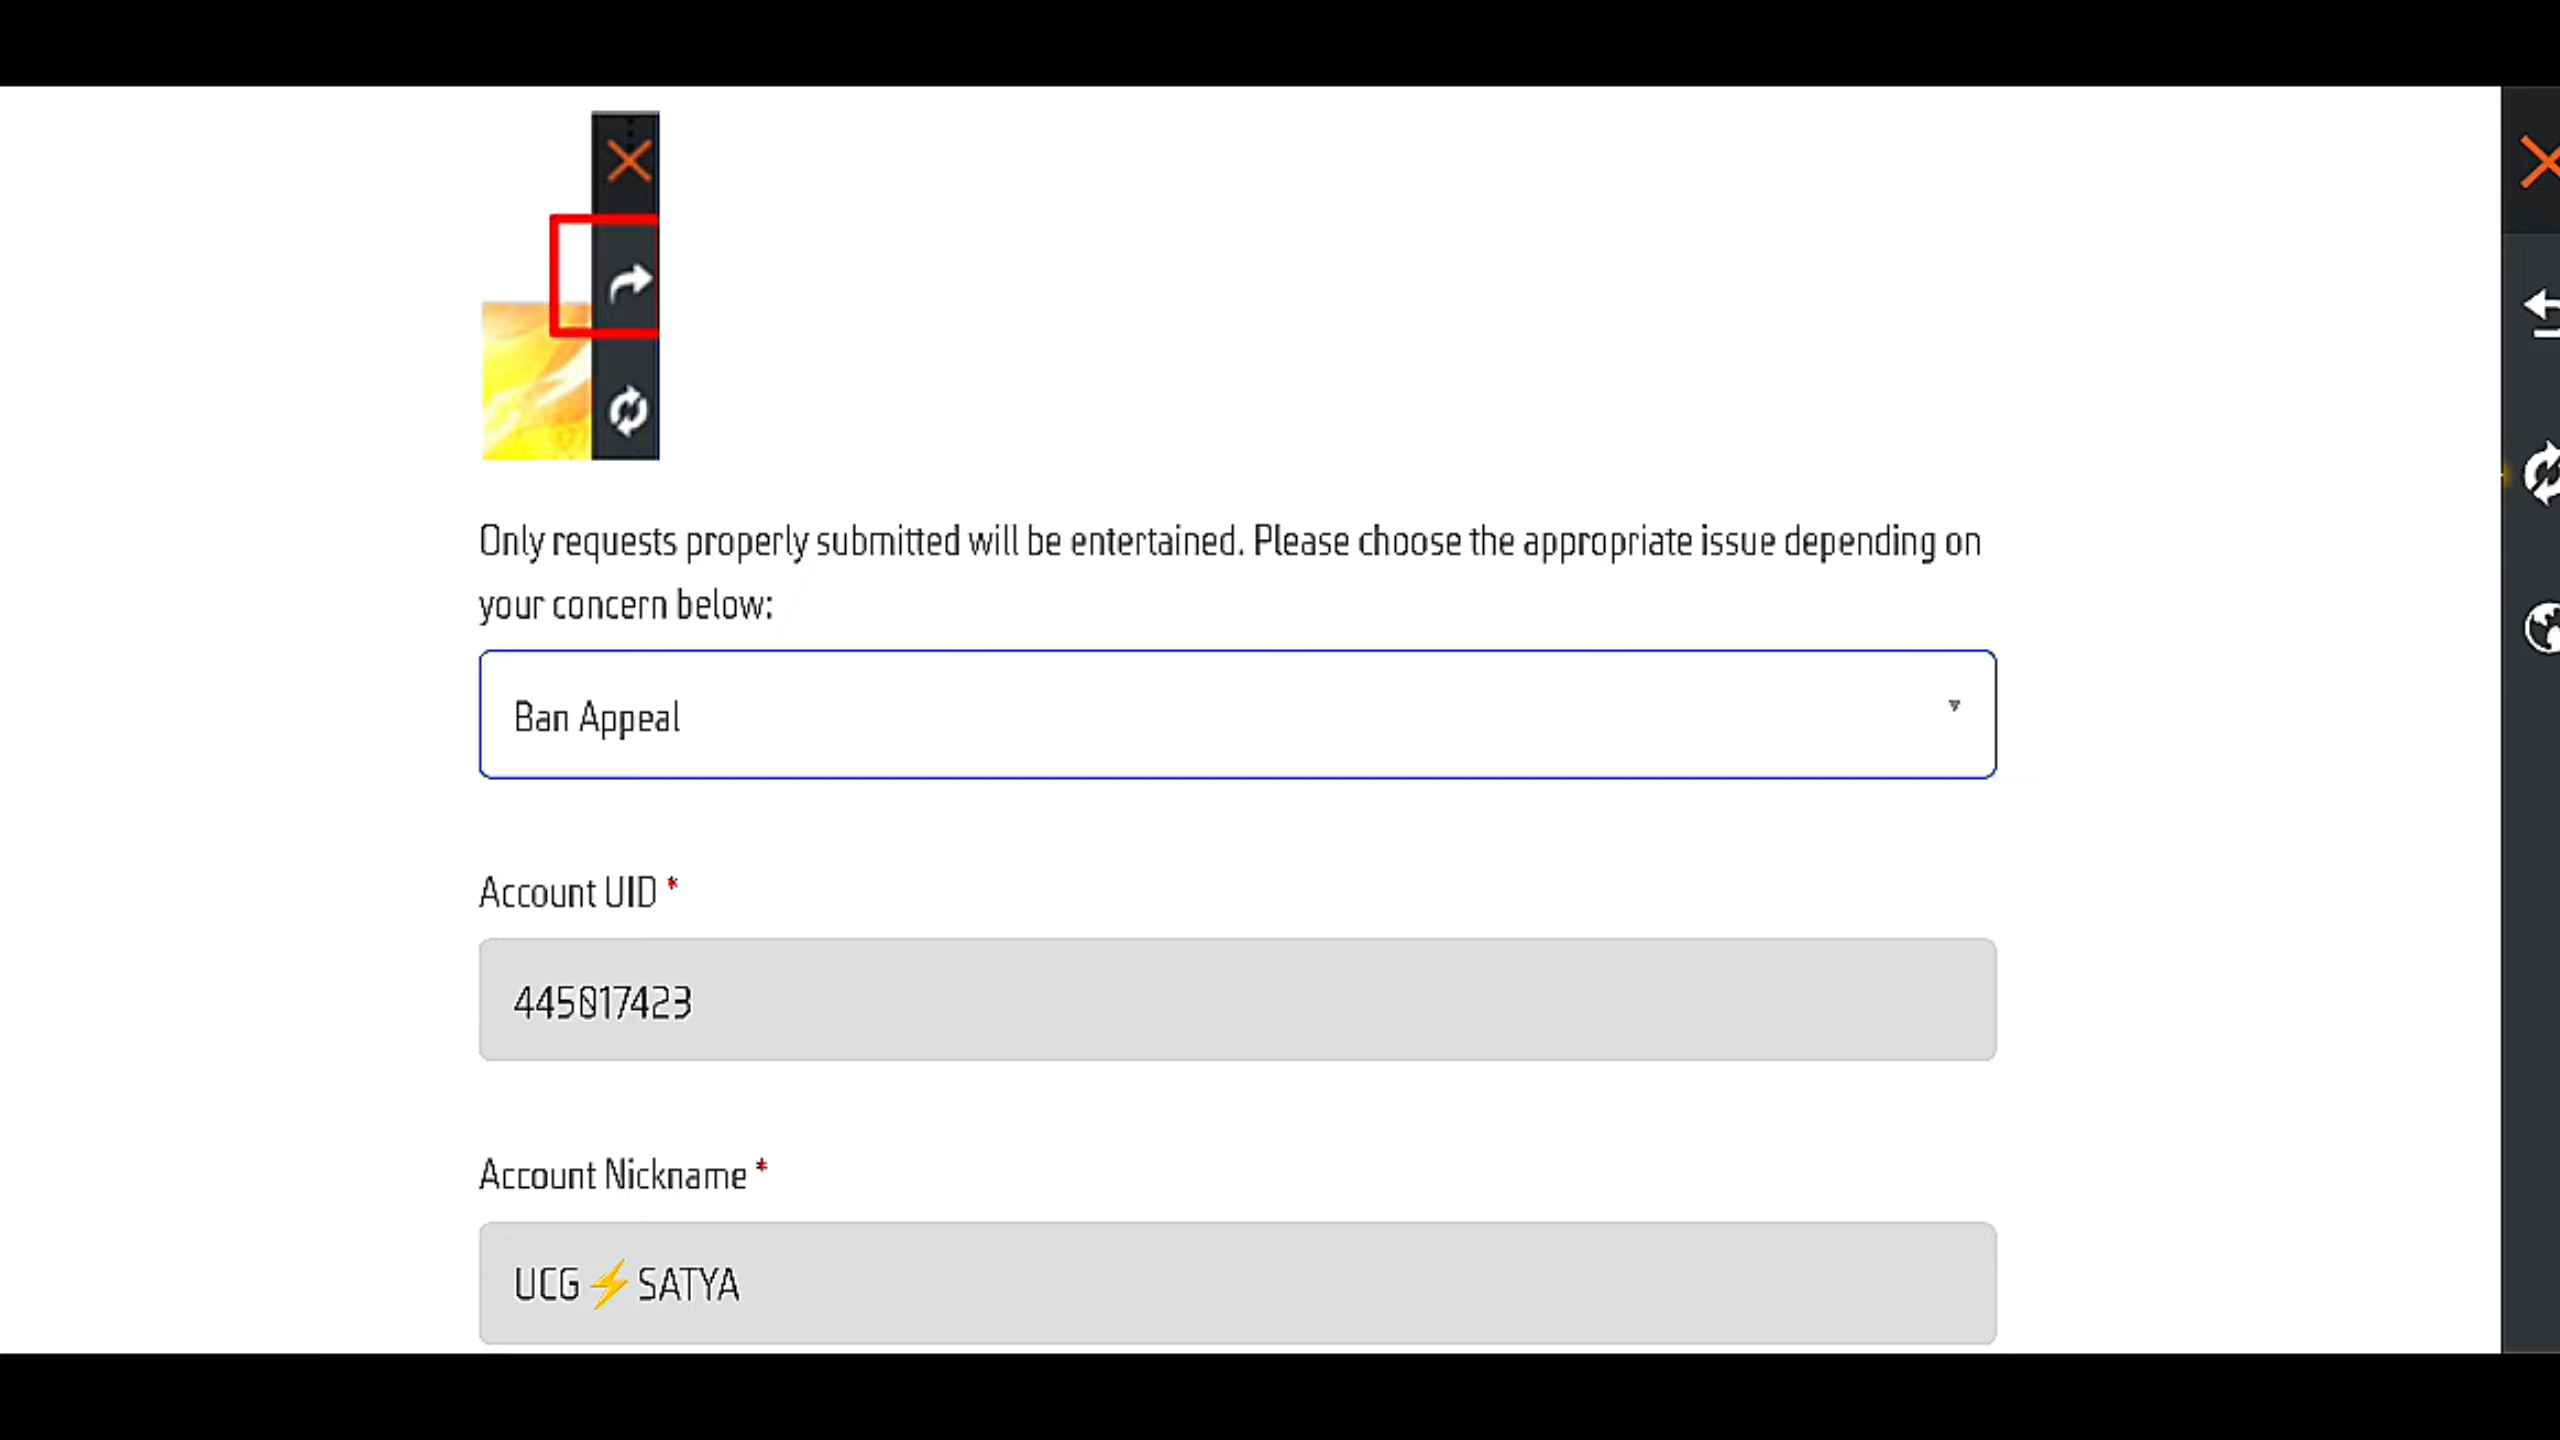 Only requests properly submitted will be entertained. Please choose the appropriate issue depending on
your concern below:
Ban Appeal
Account UID *
445017423
Account Nickname *
UCG⚡SATYA